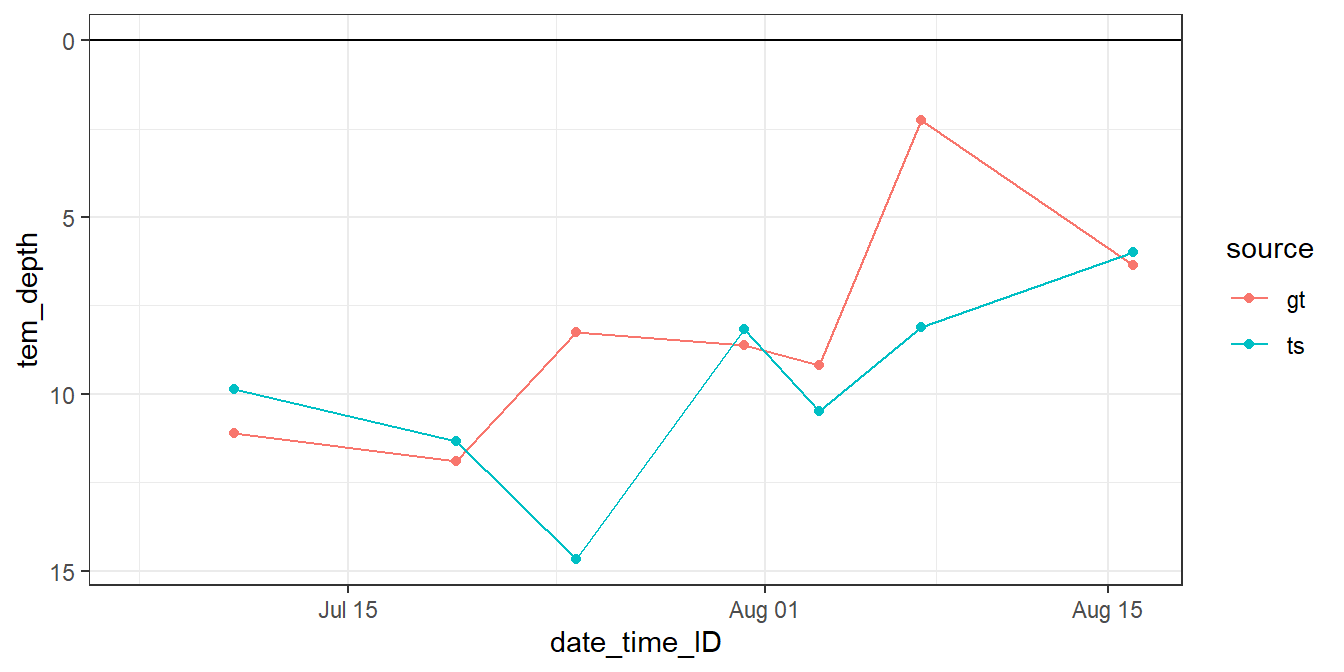 0
5
10
15
tem_depth
Jul 15
Aug 01
Aug 15
date_time_ID
source
gt
ts